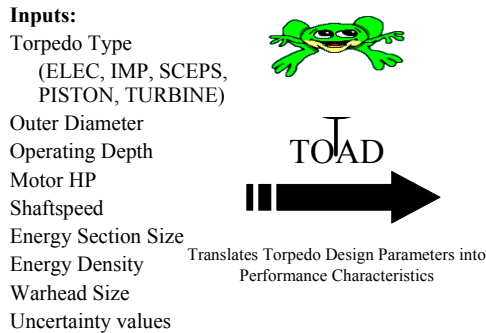 Inputs:
Torpedo Type
(ELEC, IMP, SCEPS,
PISTON, TURBINE)
Outer Diameter
Operating Depth
Motor HP
Shaftspeed
Energy Section Size
Energy Density
Warhead Size
Uncertainty values
TOAD
Translates Torpedo Design Parameters into
Performance Characteristics